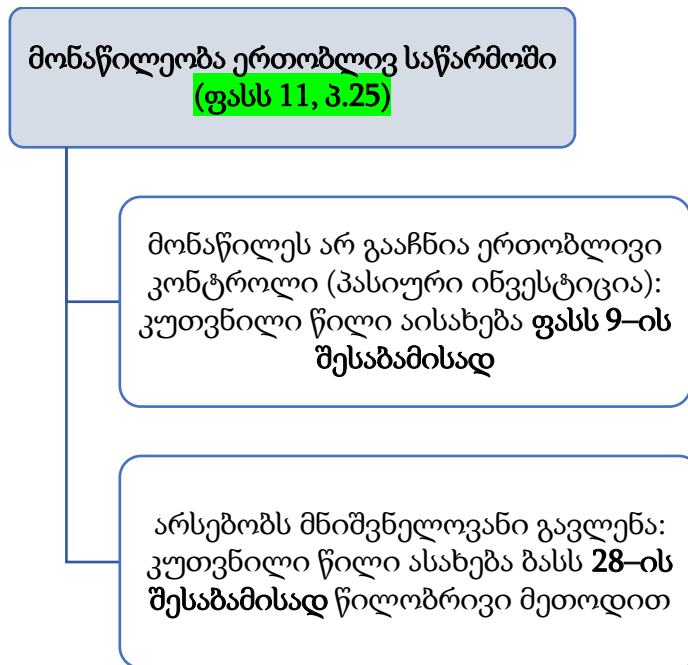 მონაწილეობა ერთობლივ საწარმოში
(ფასს 11, პ.25)
მონაწილეს არ გააჩნია ერთობლივი
კონტროლი (პასიური ინვესტიცია):
კუთვნილი წილი აისახება ფასს 9–ის
შესაბამისად
არსებობს მნიშვნელოვანი გავლენა:
კუთვნილი წილი ასახება ბასს 28–ის
შესაბამისად წილობრივი მეთოდით